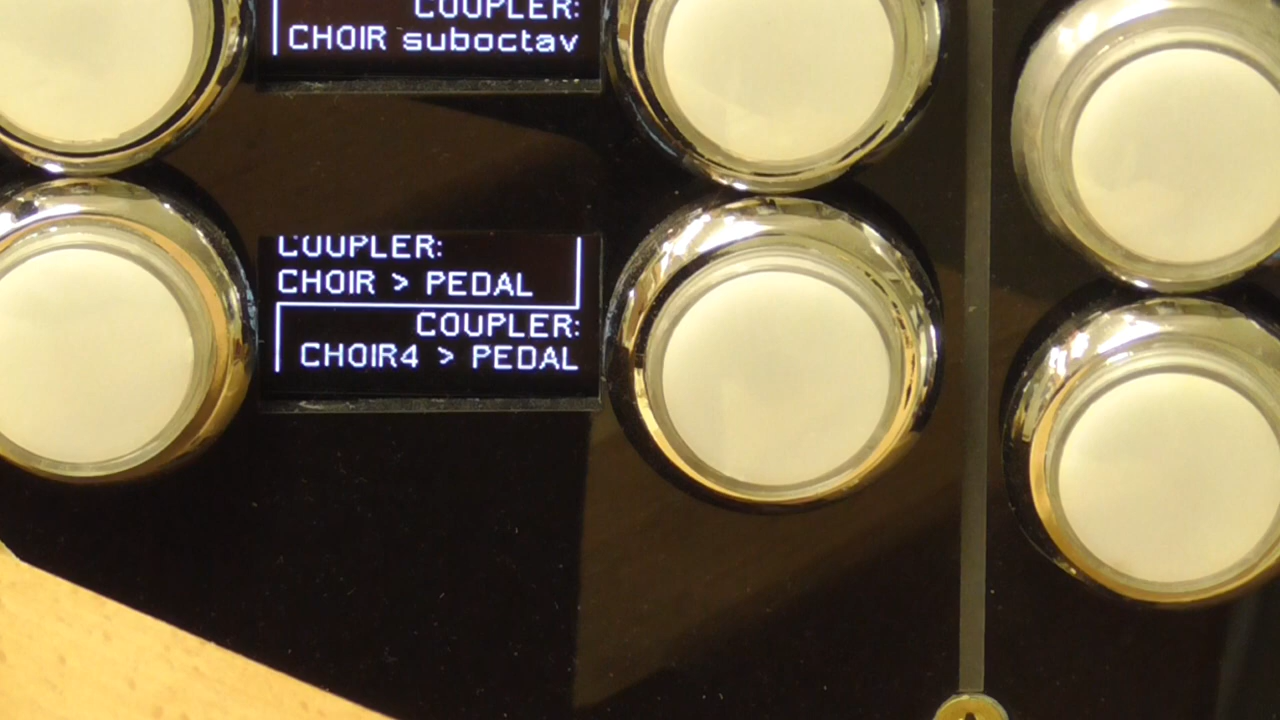 COUPLER:
CHOIR suboctav
COUPLER:
CHOIR > PEDAL
COUPLER:
CHOIR4 > PEDAL